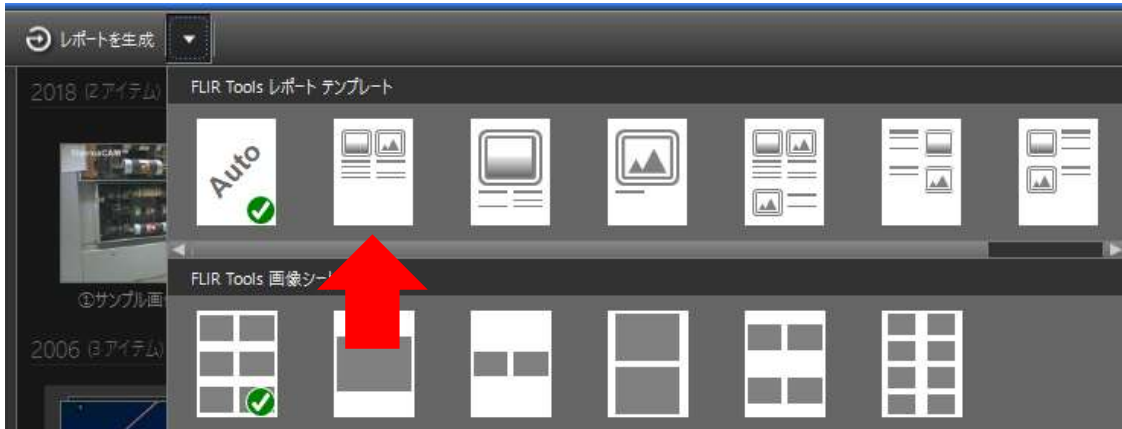 レポートを生成
2018 (2 アイテム)
FLIR Tools レポート テンプレート
ThermaCAM
Auto
FLIR Tools 画像シー
①サンプル画
2006 (3 アイテム)